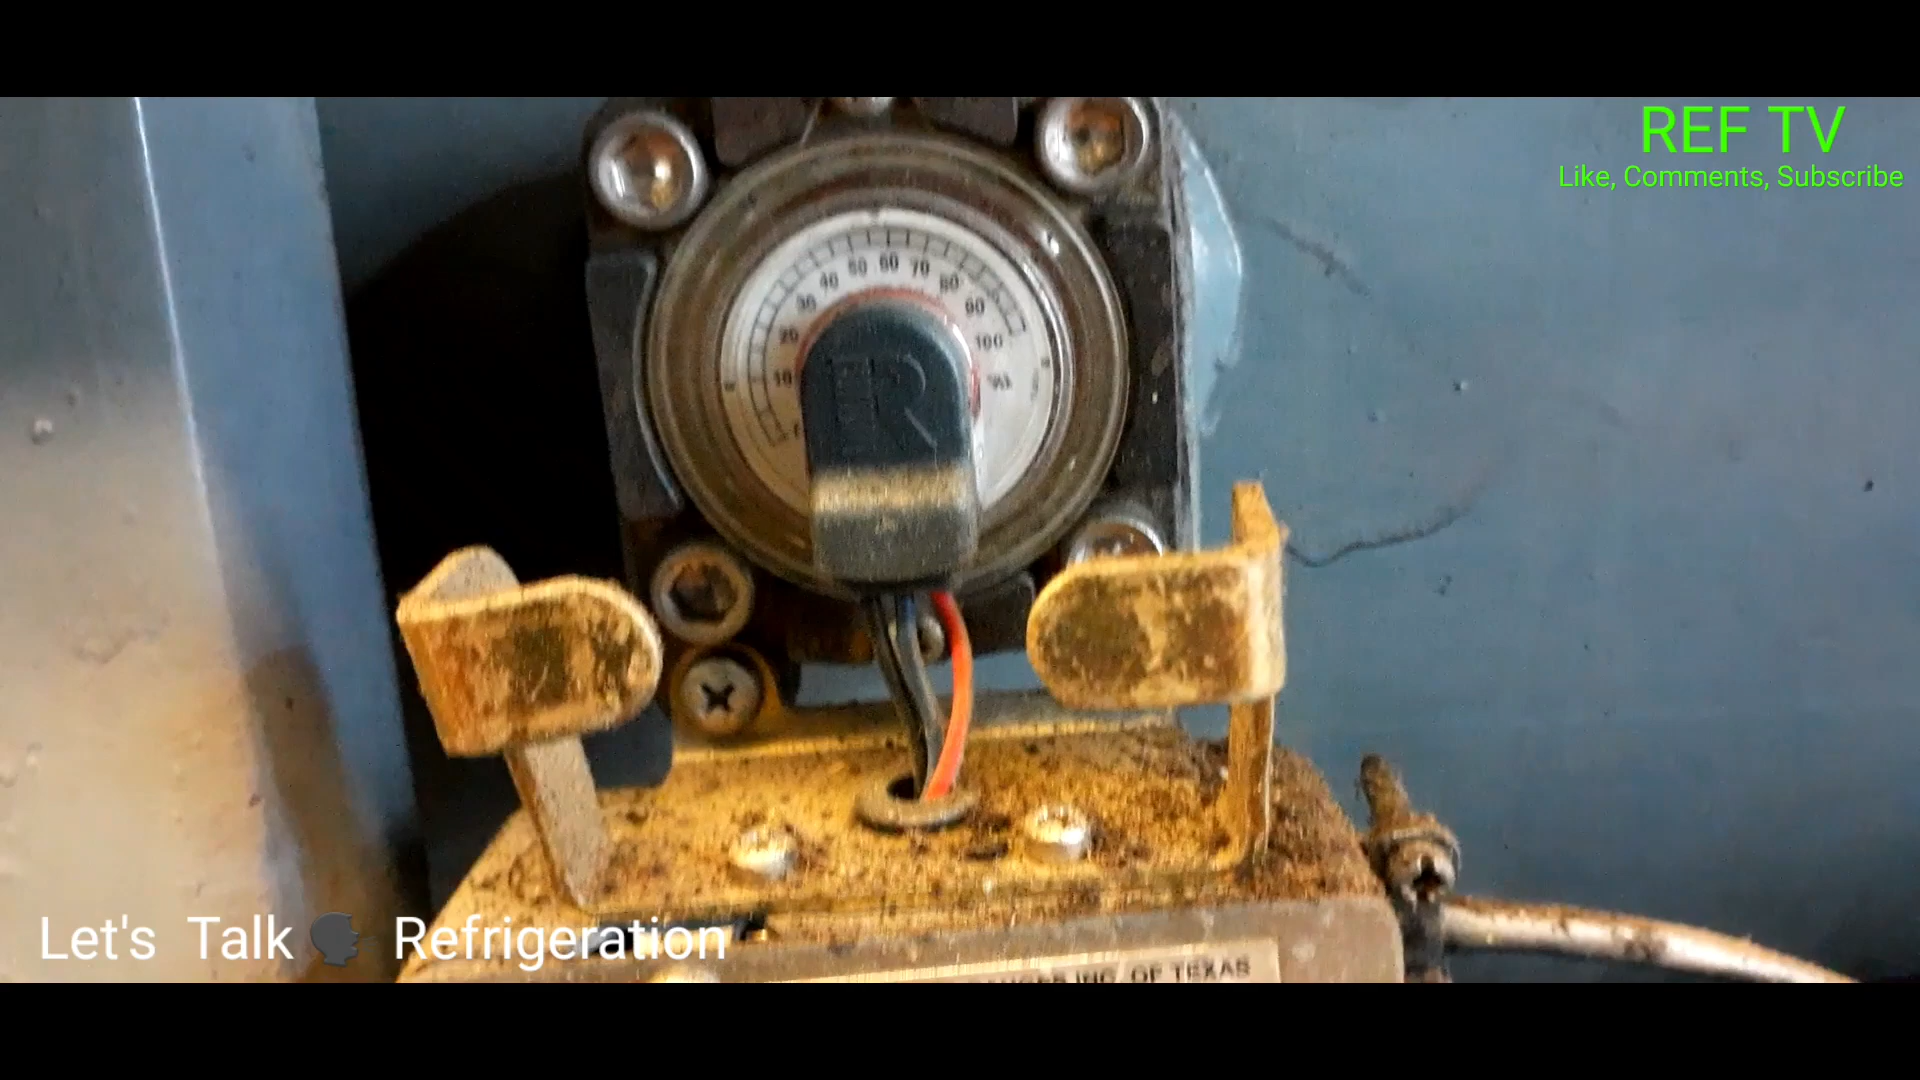 REF TV
Like, Comments, Subscribe
50 60 70
40 80
30 90
20 100
10
R
Let's Talk🗣 Refrigeration
INC. OF TEXAS